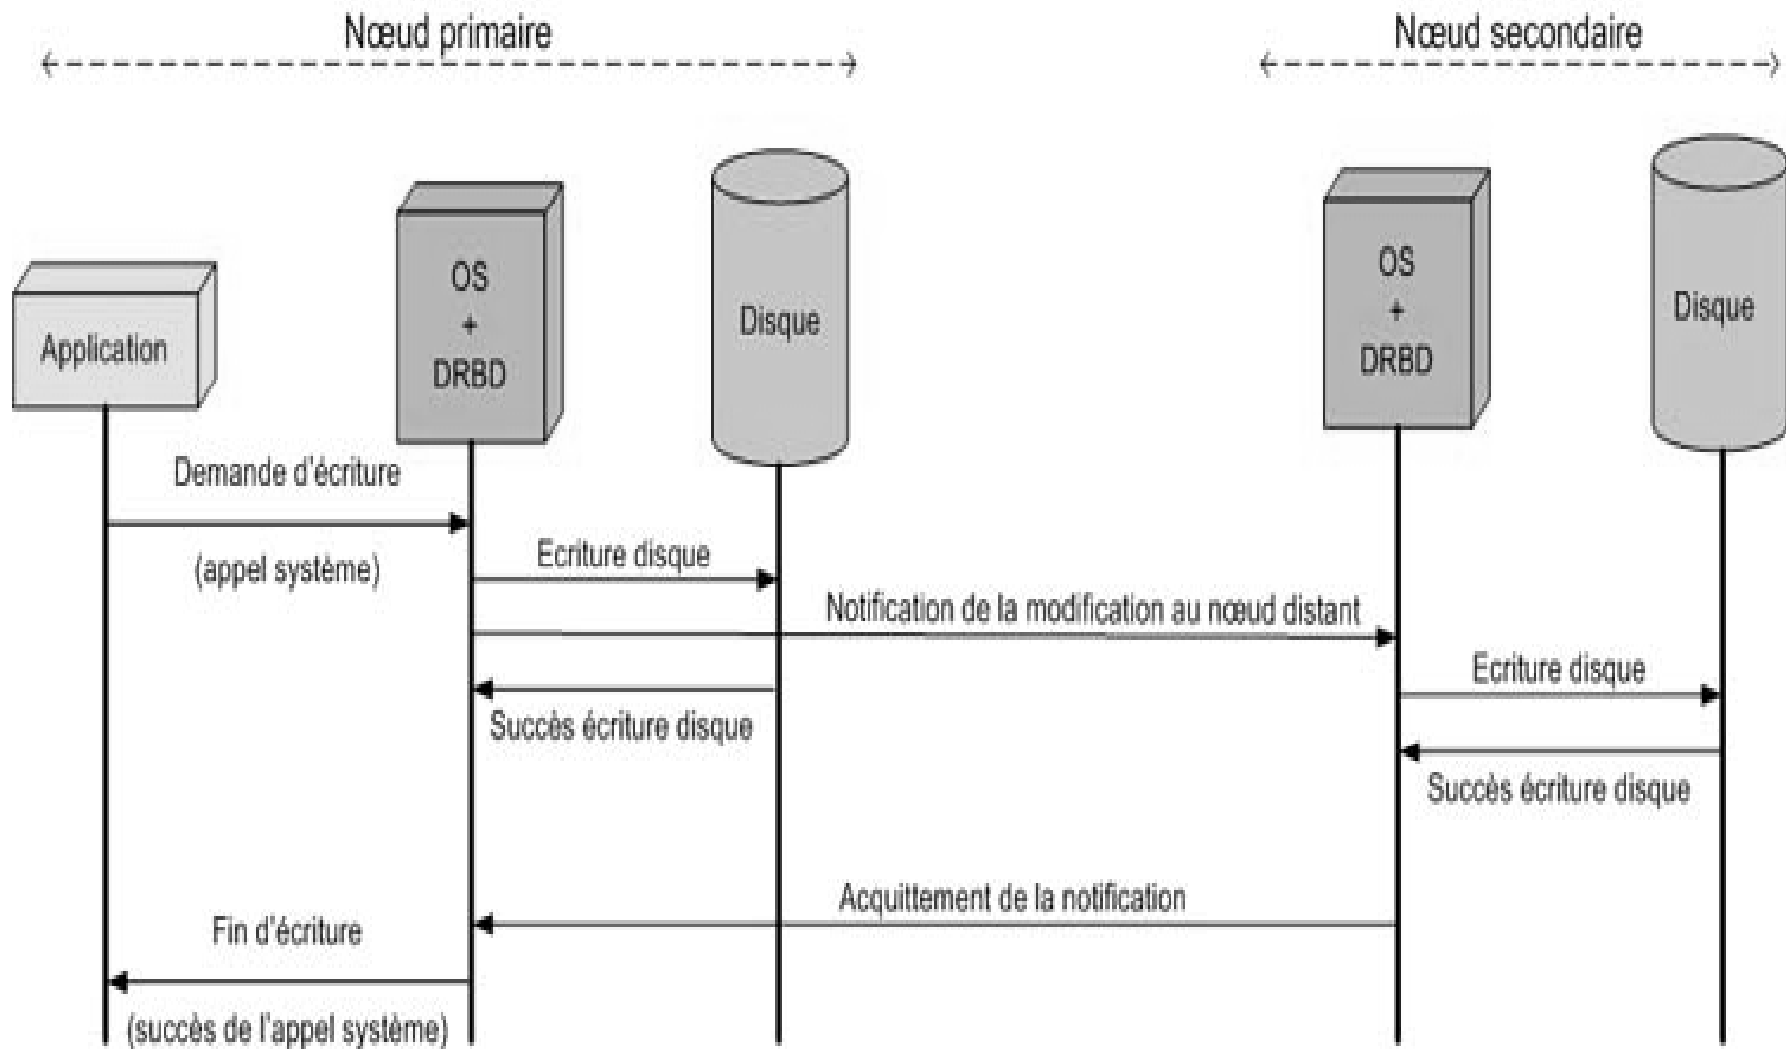 Nœud primaire
Nœud secondaire
Application
OS
+
DRBD
Disque
OS
+
DRBD
Disque
Demande d'écriture
(appel système)
Ecriture disque
Notification de la modification au nœud distant
Succès écriture disque
Ecriture disque
Succès écriture disque
Acquittement de la notification
Fin d'écriture
(succès de l'appel système)